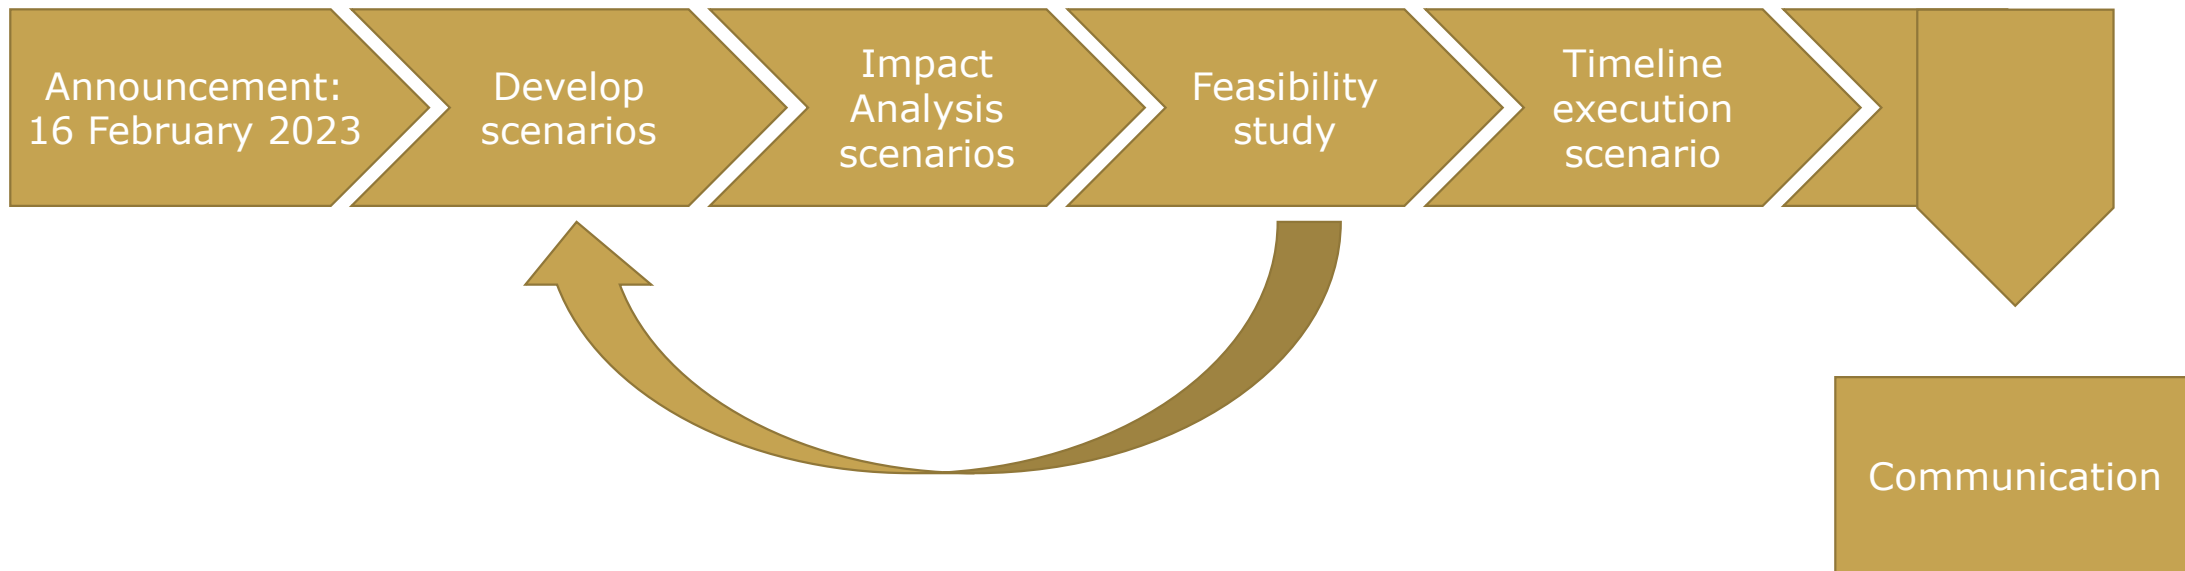 Announcement:
16 February 2023
Develop
scenarios
Impact
Analysis
scenarios
Feasibility
study
Timeline
execution
scenario
Communication